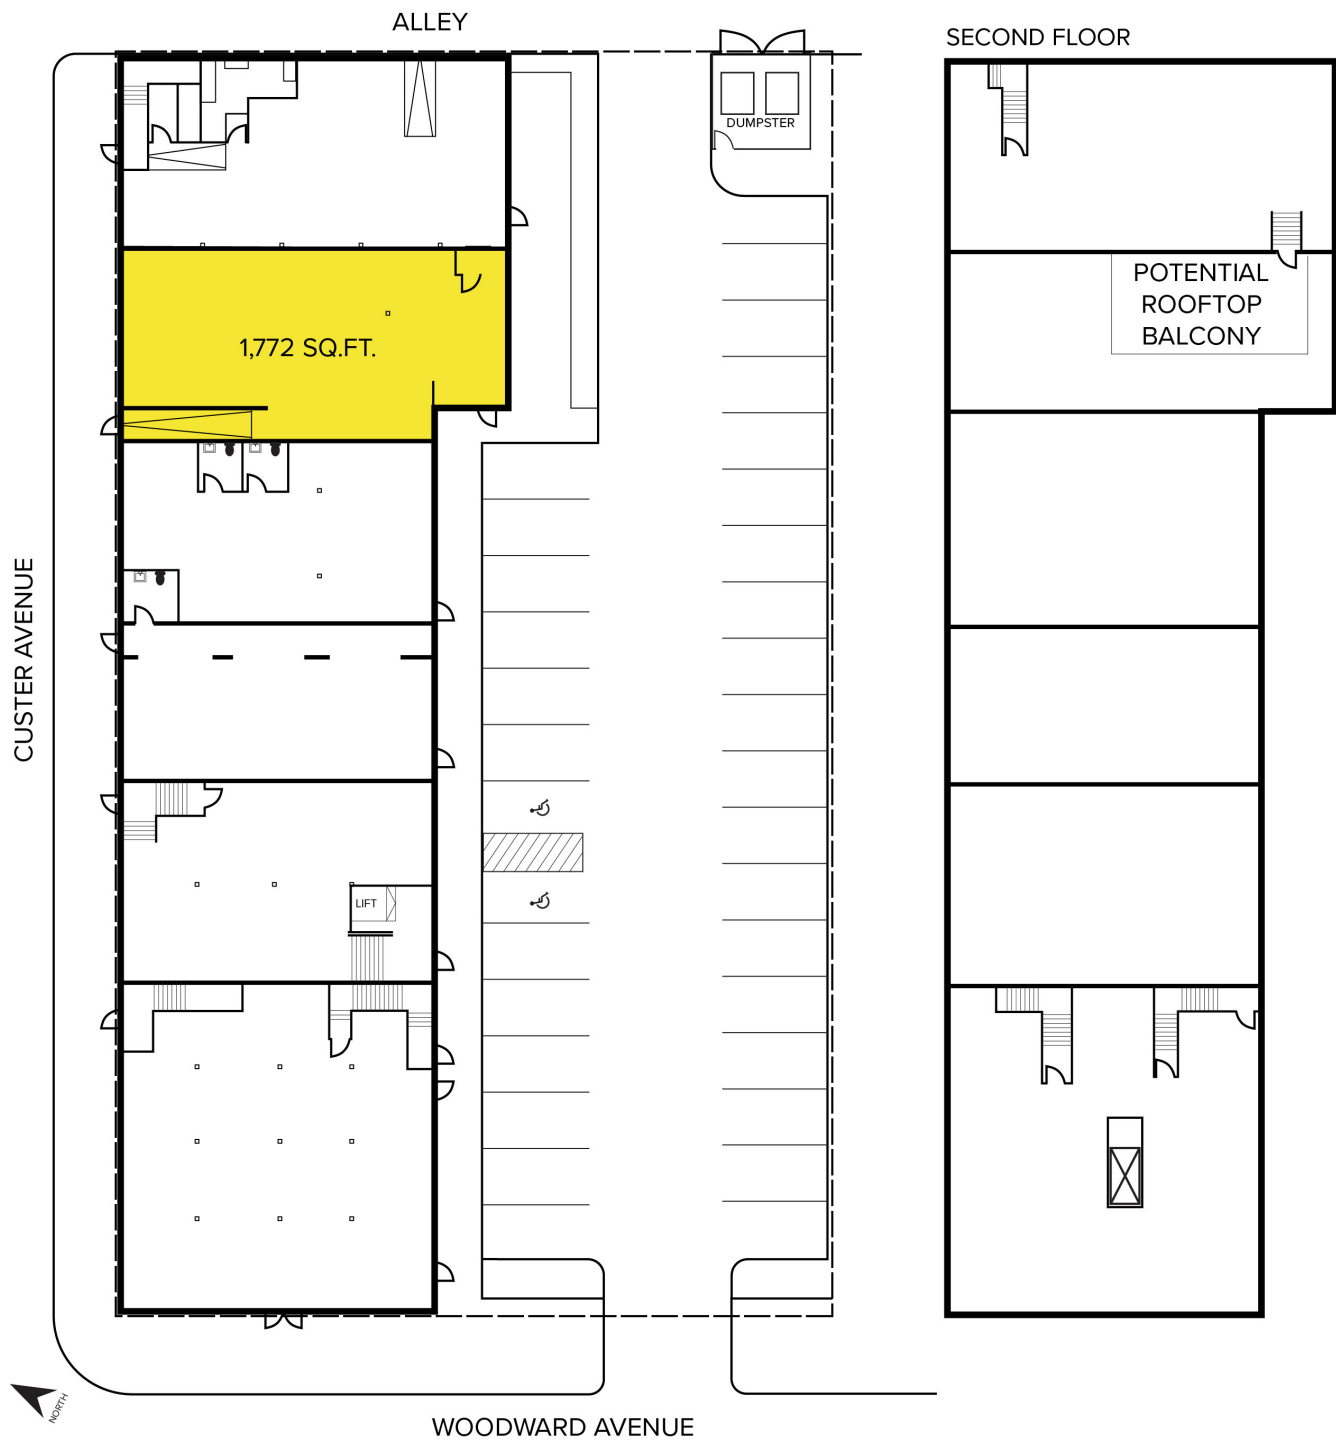 ALLEY
SECOND FLOOR
DUMPSTER
POTENTIAL
ROOFTOP
BALCONY
1,772 SQ.FT.
CUSTER AVENUE
LIFT
NORTH
WOODWARD AVENUE